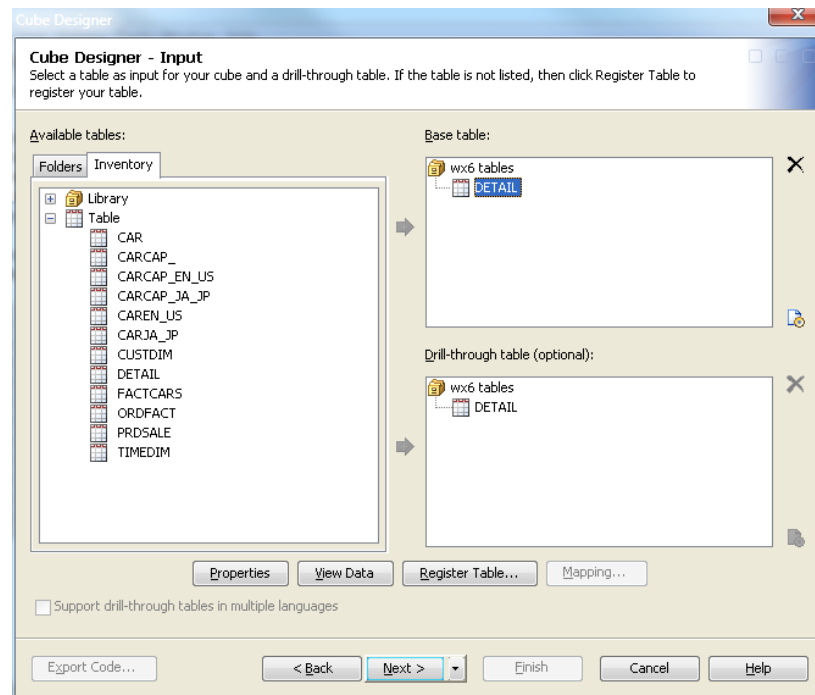 Cube Designer
Cube Designer - Input
Select a table as input for your cube and a drill-through table. If the table is not listed, then click Register Table to
register your table.
Available tables:
Folders
Inventory
Library
Table
CAR
CARCAP_
CARCAP_EN_US
CARCAP_JA_JP
CAREN_US
CARJA_JP
CUSTDIM
DETAIL
FACTCARS
ORDFACT
PRDSALE
TIMEDIM
Base table:
wx6 tables
DETAIL
Drill-through table (optional):
wx6 tables
DETAIL
Properties
View Data
Register Table...
Mapping...
Support drill-through tables in multiple languages
Export Code...
< Back
Next >
Finish
Cancel
Help